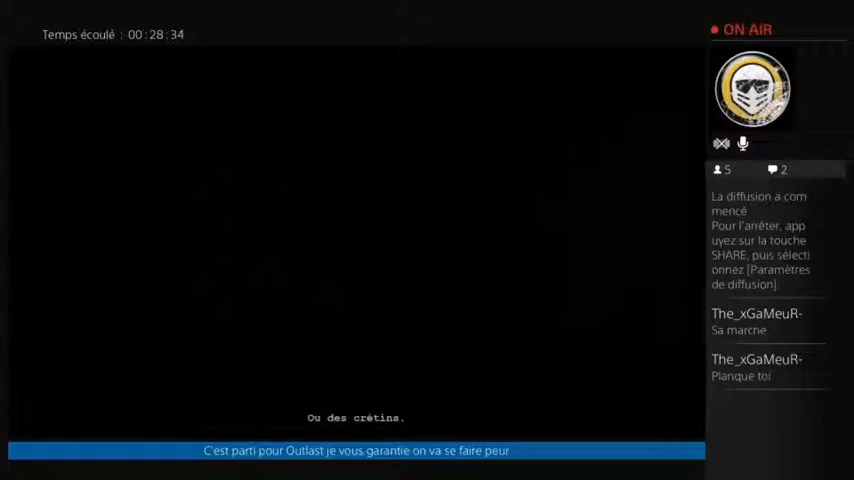 Temps écoulé : 00:28:34
ON AIR
5
2
La diffusion a com
mencé
Pour l'arrêter, app
uyez sur la touche
SHARE, puis sélecti
onnez [Paramètres
de diffusion].
The_xGaMeuR-
Sa marche
The_xGaMeuR-
Planque toi
Ou des crétins.
C'est parti pour Outlast je vous garantie on va se faire peur